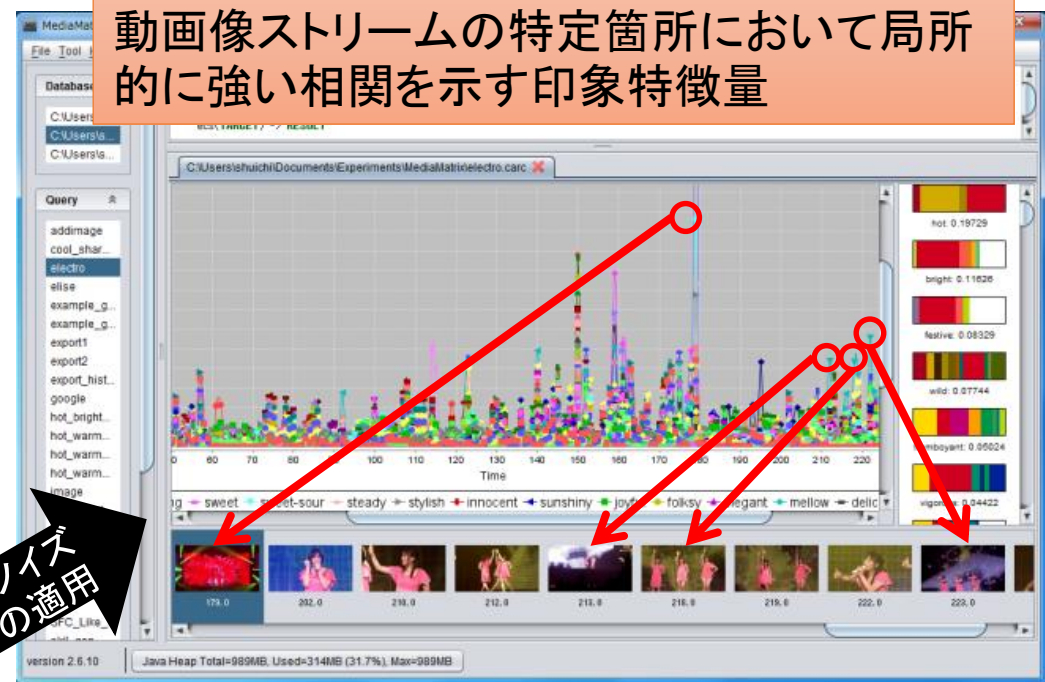 動画像ストリームの特定箇所において局所
的に強い相関を示す印象特徴量
MediaMat
File Tool
Database
C:\Users
C:\Users\a...
C:\Users\a...
C:\Users\shuichi\Documents\Experiments\MediaMatrix\electro.carc
Query
addimage
cool_shar...
electro
elise
example_g...
example_g...
export1
export2
export_hist...
google
hot_bright...
hot_warm...
hot_warm...
hot_warm...
image
SFC_Like_
hot: 0.19729
bright: 0.11626
festive: 0.08329
wild: 0.07744
flamboyant: 0.05024
0.04422
60 70 80 90 100 110 120 130 140 150 160 170 180 190 200 210 220
Time
sweet sweet-sour steady stylish innocent sunshiny folksy mellow delic
ノイズ
の適用
179.0 202.0 210.0 212.0 213.0 218.0 219.0 222.0 223.0
version 2.6.10
Java Heap Total=989MB, Used=314MB (31.7%), Max=989MB